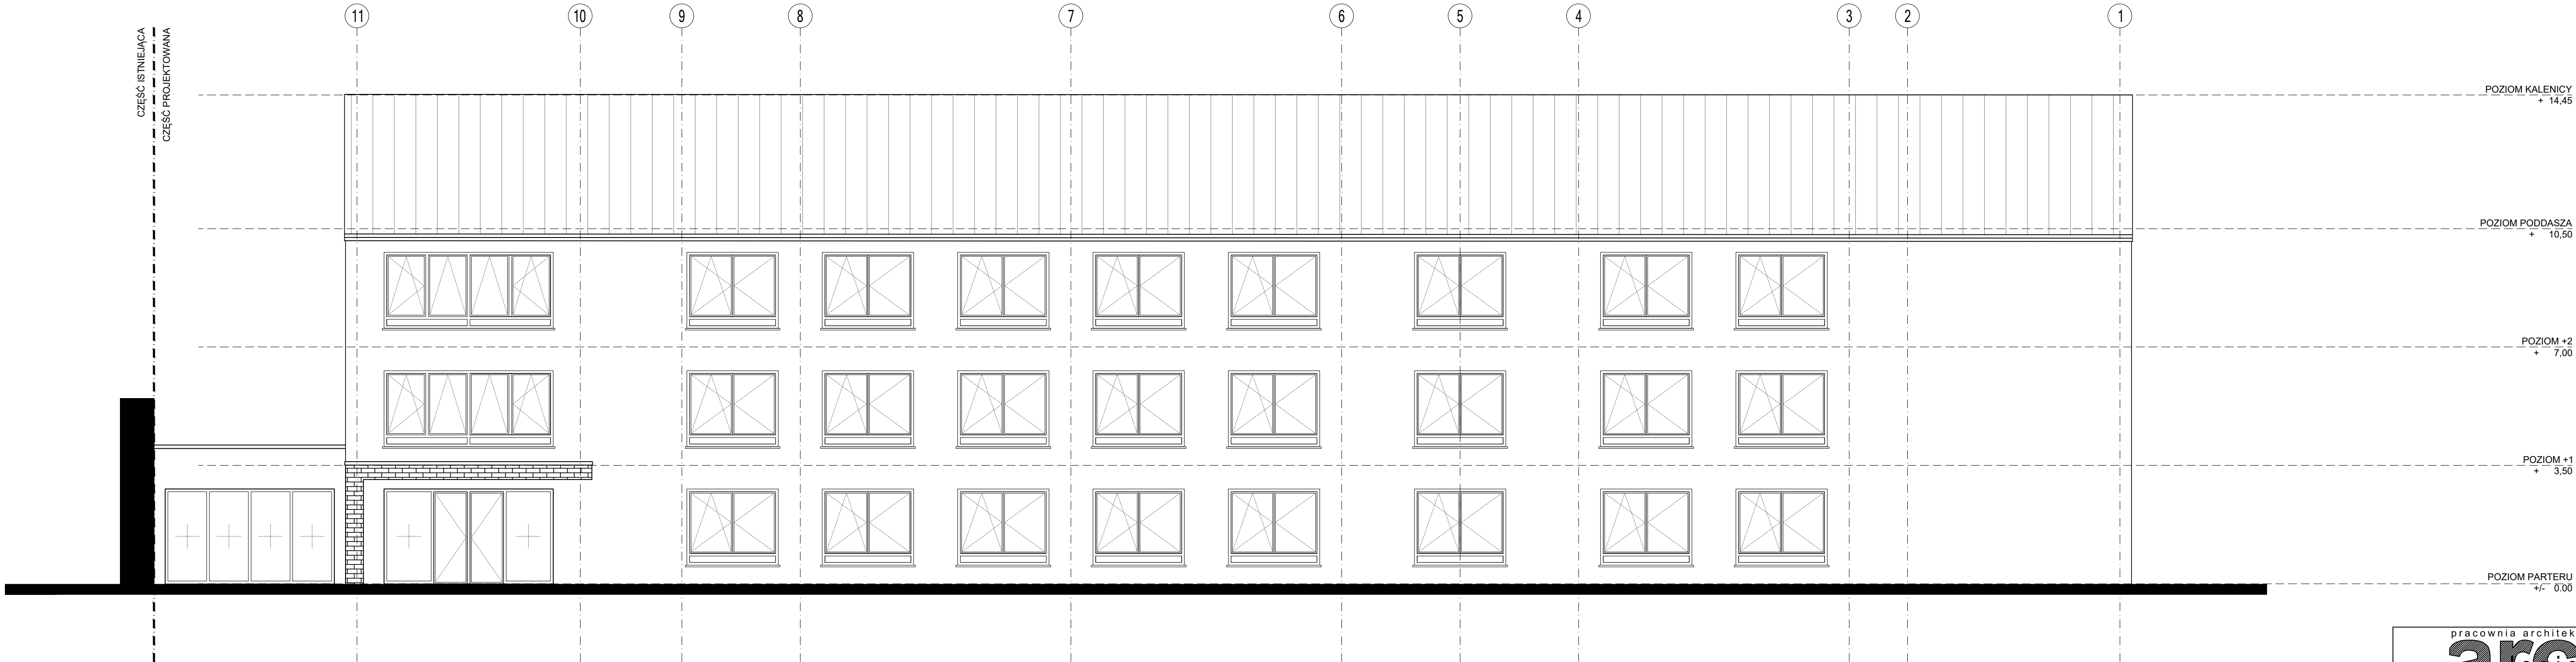 11
10
9
8
7
6
5
4
3
2
1
CZĘŚĆ ISTNIEJĄCA
CZĘŚĆ PROJEKTOWANA
POZIOM KALENICY
+ 14,45
POZIOM PODDASZA
+ 10,50
POZIOM +2
+ 7,00
POZIOM +1
+ 3,50
POZIOM PARTERU
+/- 0.00
pracownia architek